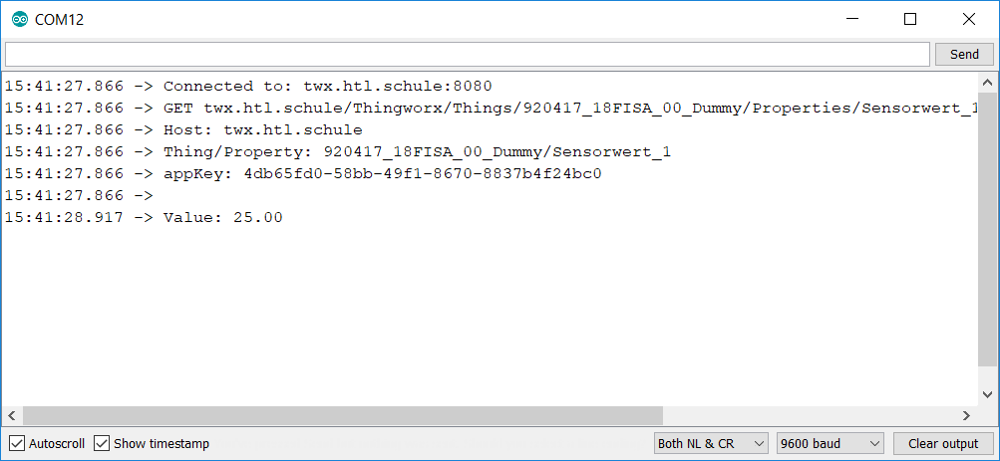 COM12
Send
15:41:27.866 -> Connected to: twx.htl.schule:8080
15:41:27.866 -> GET twx.htl.schule/Thingworx/Things/920417_18FISA_00_Dummy/Properties/Sensorwert_1
15:41:27.866 -> Host: twx.htl.schule
15:41:27.866 -> Thing/Property: 920417_18FISA_00_Dummy/Sensorwert_1
15:41:27.866 -> appKey: 4db65fd0-58bb-49f1-8670-8837b4f24bc0
15:41:27.866 ->
15:41:28.917 -> Value: 25.00
Autoscroll Show timestamp Both NL & CR 9600 baud Clear output